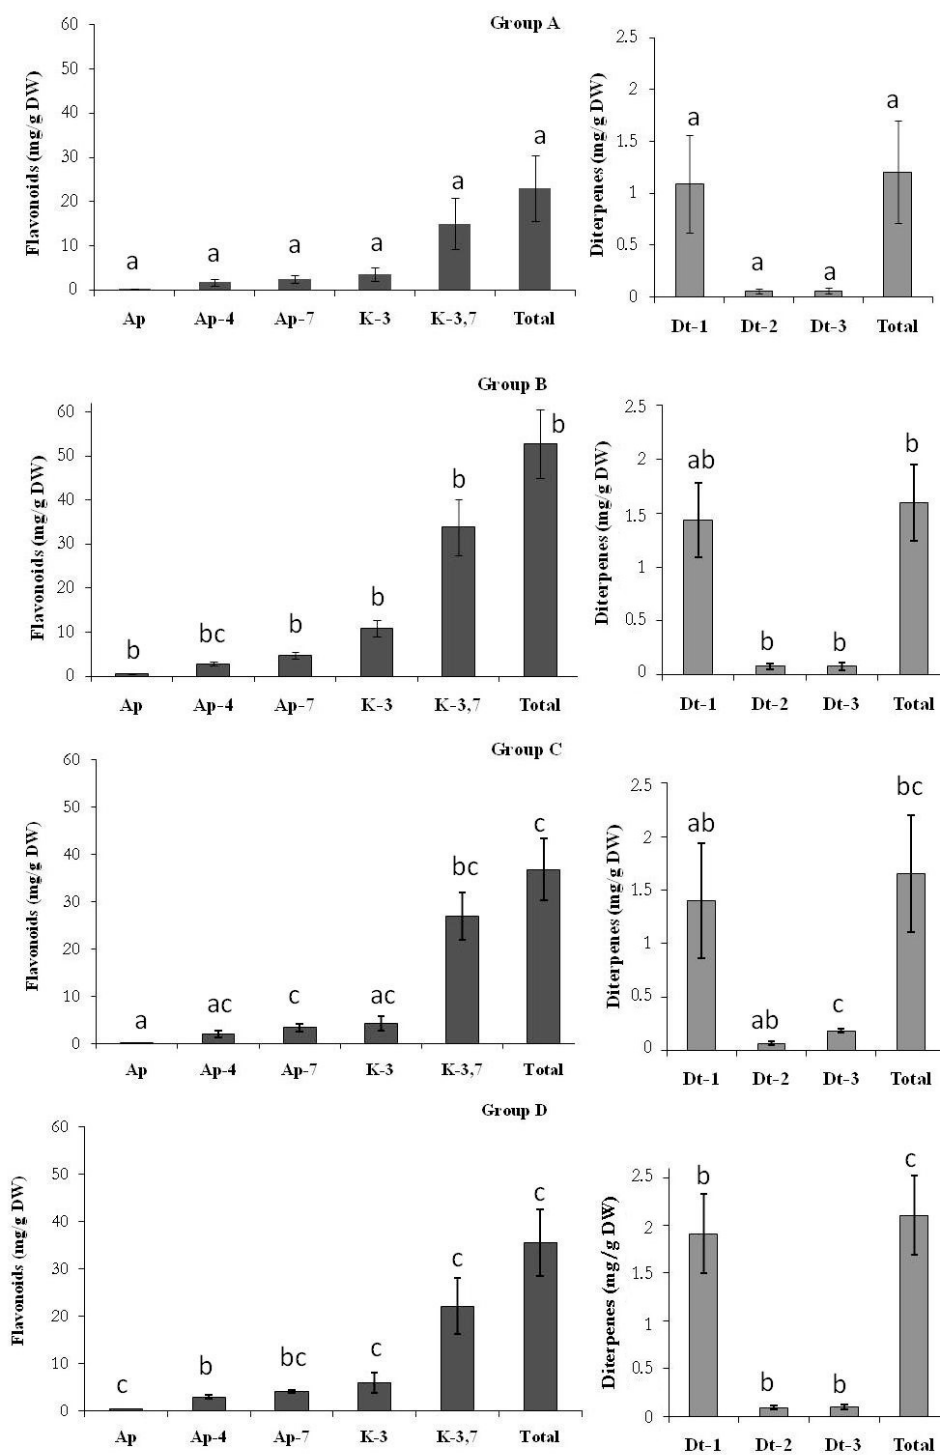 Group A
Flavonoids (mg/g DW)
60
50
40
30
20
10
0
a a a a a a
Ap Ap-4 Ap-7 K-3 K-3,7 Total
Diterpenes (mg/g DW)
2.5
2
1.5
1
0.5
0
a a a a
Dt-1 Dt-2 Dt-3 Total
Group B
Flavonoids (mg/g DW)
60
50
40
30
20
10
0
b bc b b b b
Ap Ap-4 Ap-7 K-3 K-3,7 Total
Diterpenes (mg/g DW)
2.5
2
1.5
1
0.5
0
ab b b b
Dt-1 Dt-2 Dt-3 Total
Group C
Flavonoids (mg/g DW)
60
50
40
30
20
10
0
a ac c ac bc c
Ap Ap-4 Ap-7 K-3 K-3,7 Total
Diterpenes (mg/g DW)
2.5
2
1.5
1
0.5
0
ab ab c bc
Dt-1 Dt-2 Dt-3 Total
Group D
Flavonoids (mg/g DW)
60
50
40
30
20
10
0
c b bc c c c
Ap Ap-4 Ap-7 K-3 K-3,7 Total
Diterpenes (mg/g DW)
2.5
2
1.5
1
0.5
0
b b b c
Dt-1 Dt-2 Dt-3 Total